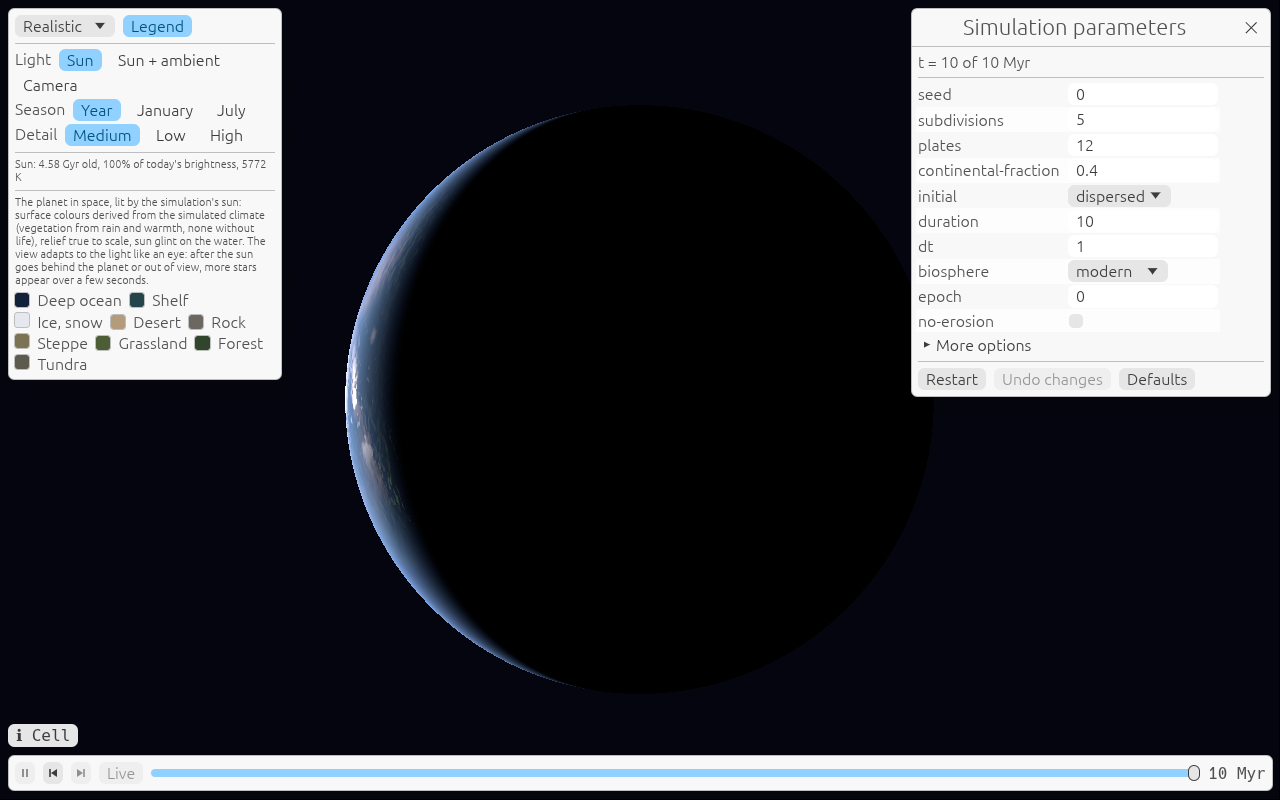 Realistic
Legend
Light Sun Sun + ambient
Camera
Season Year January July
Detail Medium Low High
Sun: 4.58 Gyr old, 100% of today's brightness, 5772
K
The planet in space, lit by the simulation's sun:
surface colours derived from the simulated climate
(vegetation from rain and warmth, none without
life), relief true to scale, sun glint on the water. The
view adapts to the light like an eye: after the sun
goes behind the planet or out of view, more stars
appear over a few seconds.
Deep ocean Shelf
Ice, snow Desert Rock
Steppe Grassland Forest
Tundra
Simulation parameters
t = 10 of 10 Myr
seed 0
subdivisions 5
plates 12
continental-fraction 0.4
initial dispersed
duration 10
dt 1
biosphere modern
epoch 0
no-erosion
More options
Restart Undo changes Defaults
i Cell
Live 10 Myr